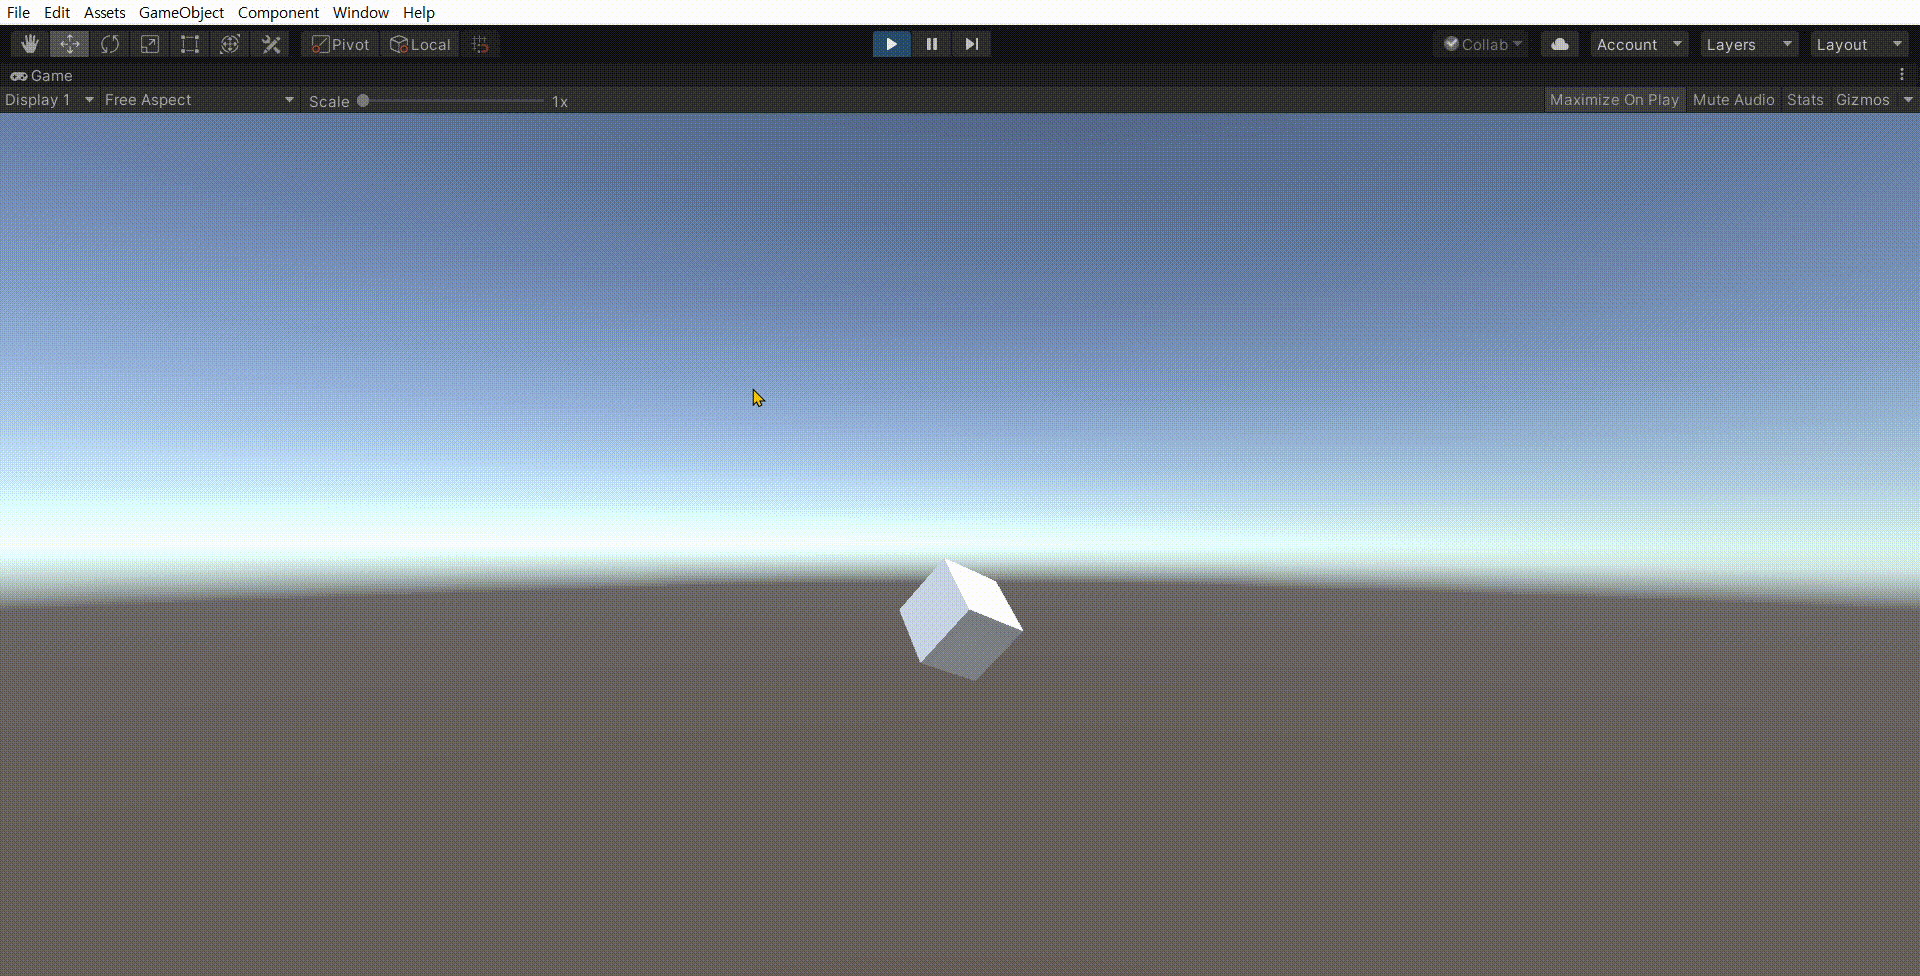 File Edit Assets GameObject Component Window Help
Pivot Local Collab Account Layers Layout
Game
Display 1 Free Aspect Scale 1x Maximize On Play Mute Audio Stats Gizmos